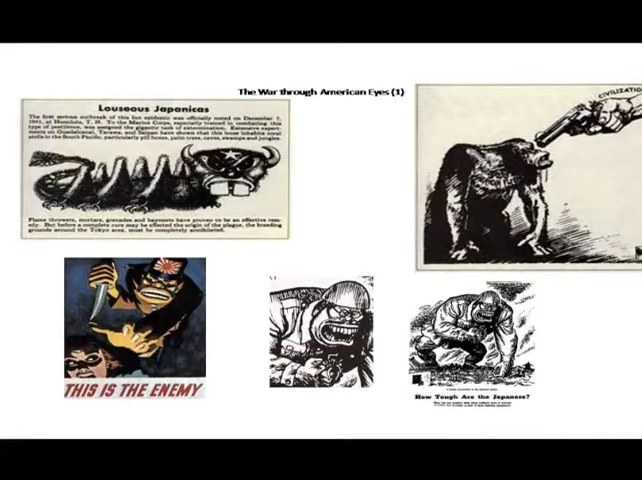 The War through American Eyes (1)
Louseous Japanicas
The first serious outbreak of this lice epidemic was officially noted on December 7,
1941, at Honolulu, T. H. To the Marine Corps, especially trained in combating this
type of pestilence, was assigned the gigantic task of extermination. Extensive experi-
ments on Guadalcanal, Tarawa, and Saipan have shown that this louse inhabits coral
atolls in the South Pacific, particularly pill boxes, palm trees, caves, swamps and jungles.
Flame throwers, mortars, grenades and bayonets have proven to be an effective rem-
edy. But before a complete cure may be effected the origin of the plague, the breeding
grounds around the Tokyo area, must be completely annihilated.
CIVILIZATIO
THIS IS THE ENEMY
How Tough Are the Japanese?